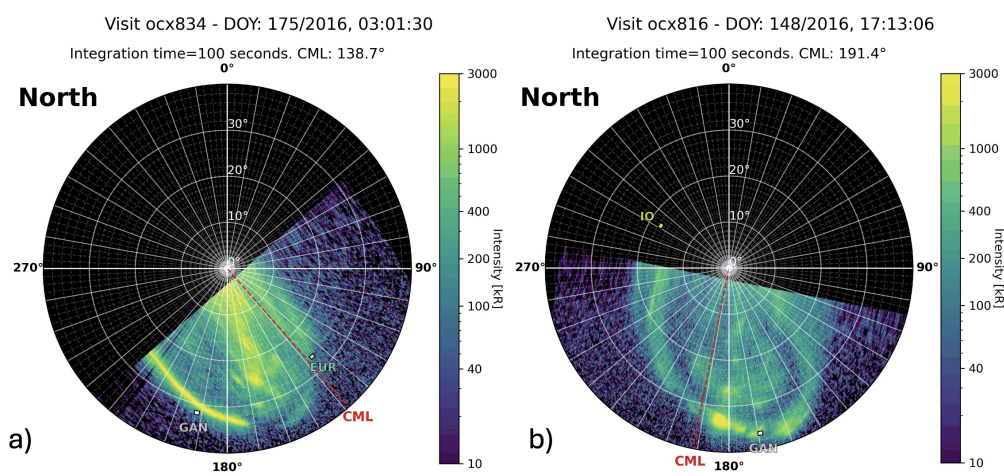 Visit ocx834 - DOY: 175/2016, 03:01:30
Integration time=100 seconds. CML: 138.7°
North
0°
30°
20°
10°
0°
270°
90°
EUR
GAN
CML
180°
a)
3000
1000
400
200
100
40
10
Intensity [kR]
Visit ocx816 - DOY: 148/2016, 17:13:06
Integration time=100 seconds. CML: 191.4°
North
0°
30°
20°
10°
0°
IO
270°
90°
GAN
CML
180°
b)
3000
1000
400
200
100
40
10
Intensity [kR]